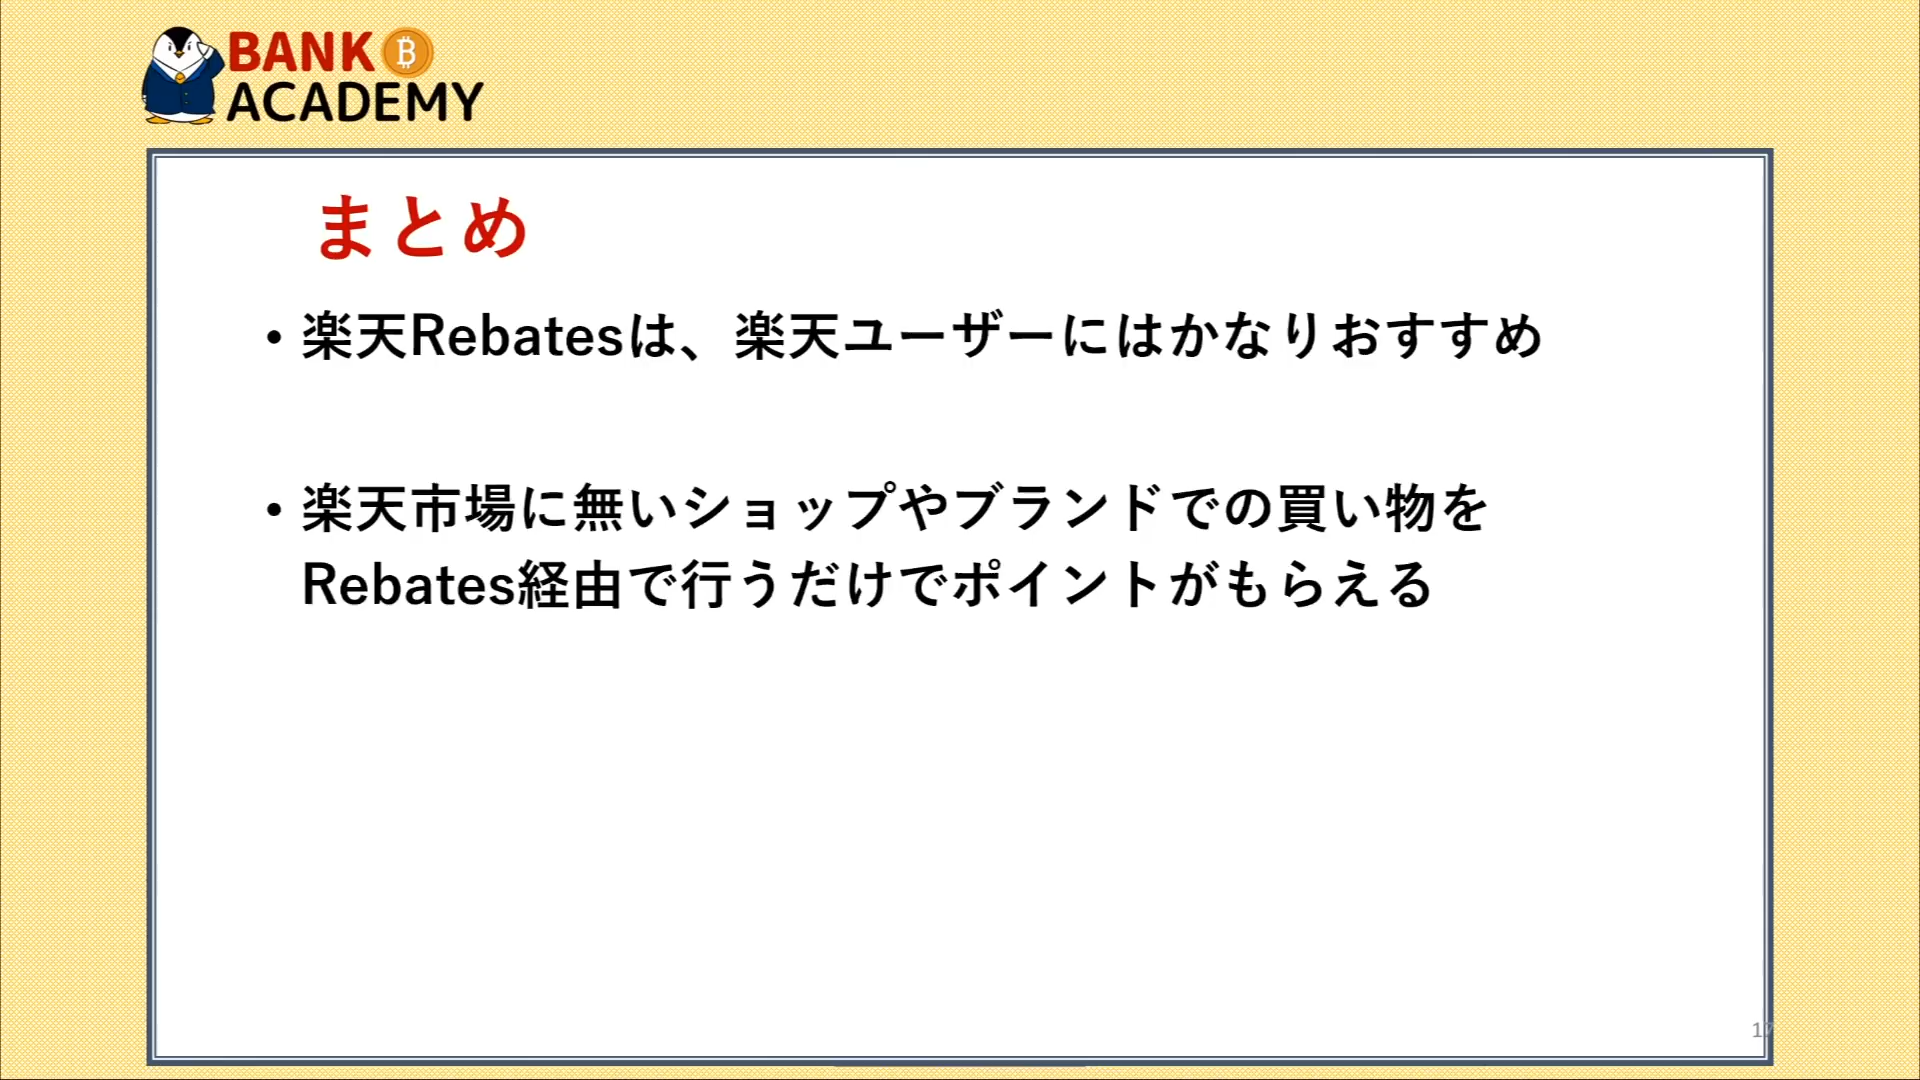 BANK
ACADEMY
まとめ
• 楽天Rebatesは、楽天ユーザーにはかなりおすすめ
• 楽天市場に無いショップやブランドでの買い物を
Rebates経由で行うだけでポイントがもらえる
17